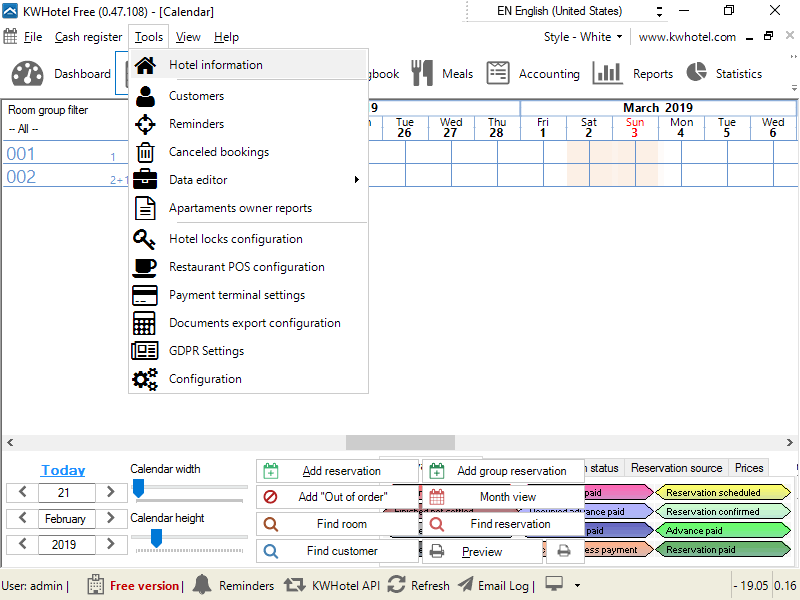 KWHotel Free (0.47.108) - [Calendar]
EN English (United States)
File Cash register Tools View Help
Style - White
www.kwhotel.com
Dashboard
gbook
Meals
Accounting
Reports
Statistics
Hotel information
Customers
Reminders
Canceled bookings
Data editor
Apartaments owner reports
Hotel locks configuration
Restaurant POS configuration
Payment terminal settings
Documents export configuration
GDPR Settings
Configuration
Room group filter
-- All --
9
March 2019
Tue Wed Thu Fri Sat Sun Mon Tue Wed
26 27 28 1 2 3 4 5 6
001 1
002 2+1
Today
21
February
2019
Calendar width
Calendar height
Add reservation
Add group reservation
Add "Out of order"
Month view
Find room
Find reservation
Find customer
Preview
n status
Reservation source
Prices
paid
Reservation scheduled
advance paid
Reservation confirmed
paid
Advance paid
ess payment
Reservation paid
User: admin |
Free version |
Reminders
KWHotel API
Refresh
Email Log |
- 19.05
0.16